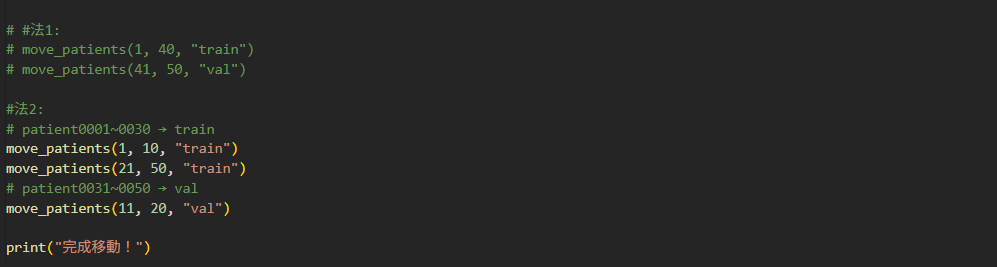 # #法1:
# move_patients(1, 40, "train")
# move_patients(41, 50, "val")
#法2:
# patient0001~0030 → train
move_patients(1, 10, "train")
move_patients(21, 50, "train")
# patient0031~0050 → val
move_patients(11, 20, "val")
print("完成移動！")